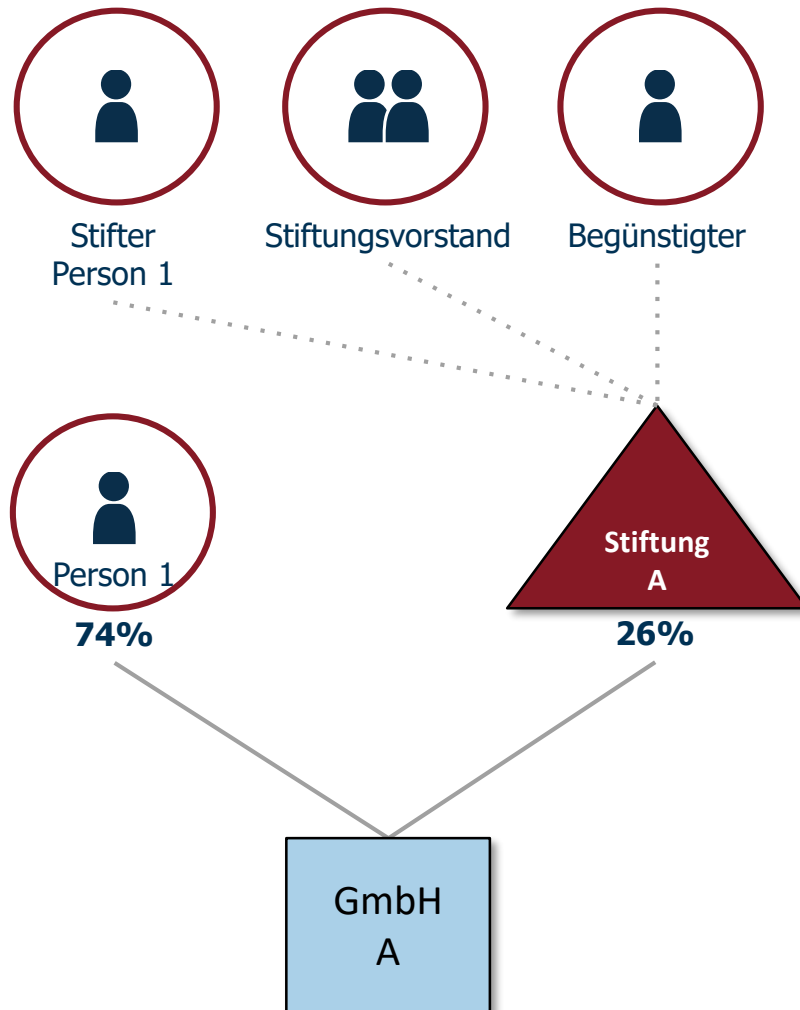 Stifter
Person 1
Stiftungsvorstand
Begünstigter
Person 1
74%
Stiftung
A
26%
GmbH
A